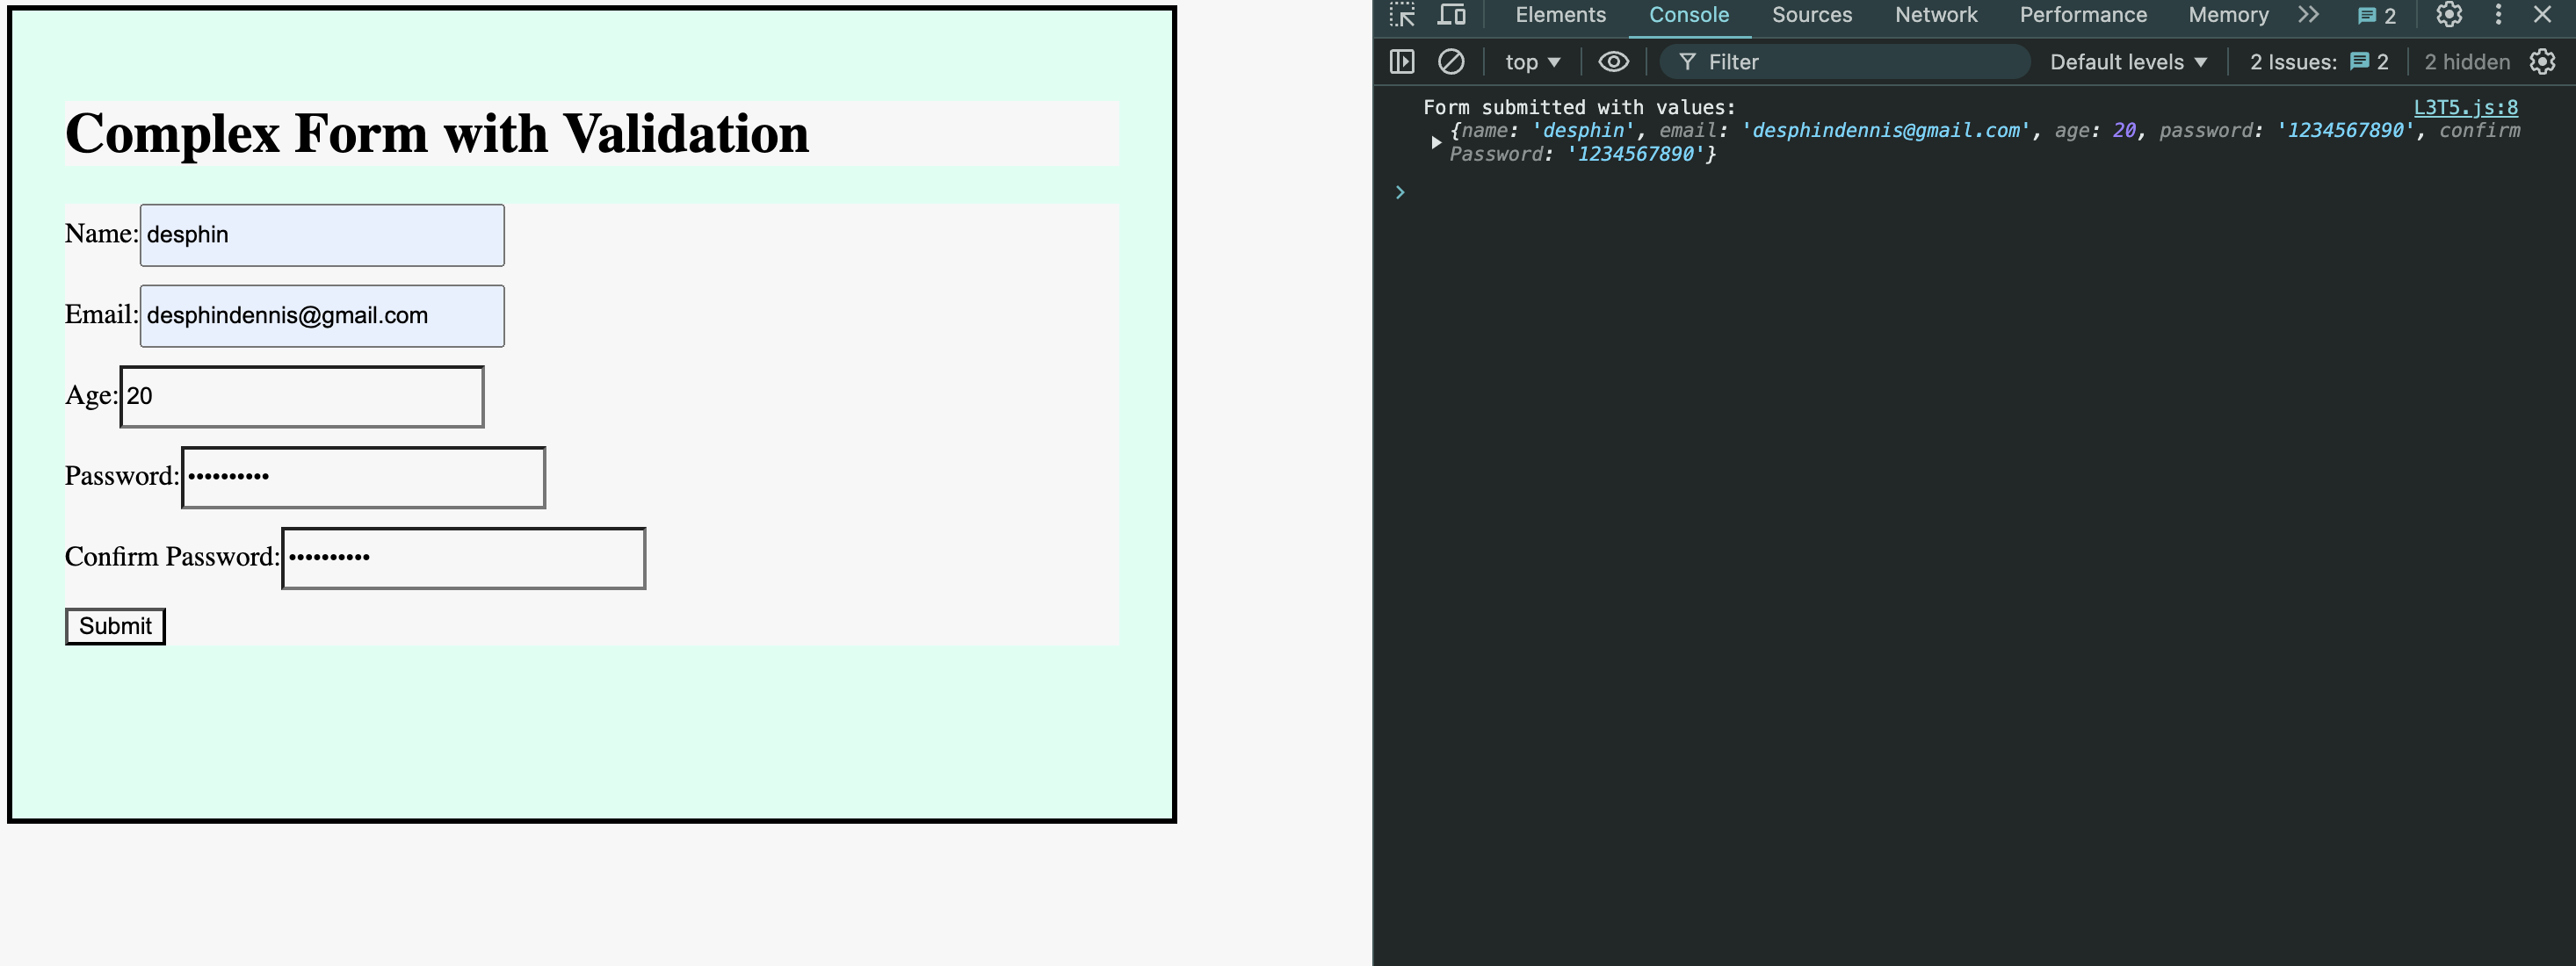 Complex Form with Validation
Name: desphin
Email: desphindennis@gmail.com
Age: 20
Password: ••••••••••
Confirm Password: ••••••••••
Submit
Elements Console Sources Network Performance Memory 2
top Filter Default levels 2 Issues: 2 2 hidden
Form submitted with values: L3T5.js:8
{name: 'desphin', email: 'desphindennis@gmail.com', age: 20, password: '1234567890', confirm
Password: '1234567890'}